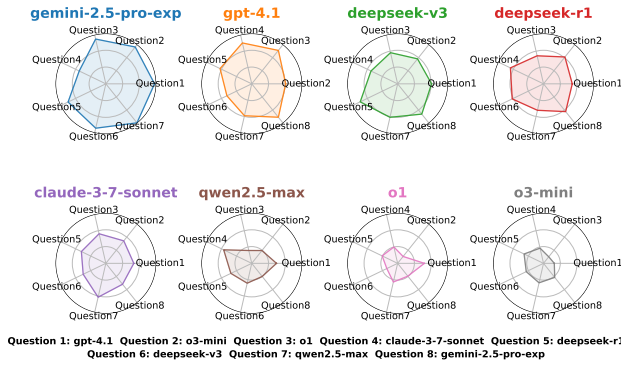 gemini-2.5-pro-exp
Question3
Question2
Question4
Question1
Question5
Question6
Question7
gpt-4.1
Question4
Question3
Question5
Question2
Question6
Question7
Question8
deepseek-v3
Question3
Question2
Question4
Question1
Question5
Question7
Question8
deepseek-r1
Question3
Question2
Question4
Question1
Question6
Question7
Question8
claude-3-7-sonnet
Question3
Question2
Question5
Question1
Question6
Question7
Question8
qwen2.5-max
Question3
Question2
Question4
Question1
Question5
Question6
Question8
o1
Question4
Question2
Question5
Question1
Question6
Question7
Question8
o3-mini
Question4
Question3
Question5
Question1
Question6
Question7
Question8
Question 1: gpt-4.1 Question 2: o3-mini Question 3: o1 Question 4: claude-3-7-sonnet Question 5: deepseek-r1
Question 6: deepseek-v3 Question 7: qwen2.5-max Question 8: gemini-2.5-pro-exp